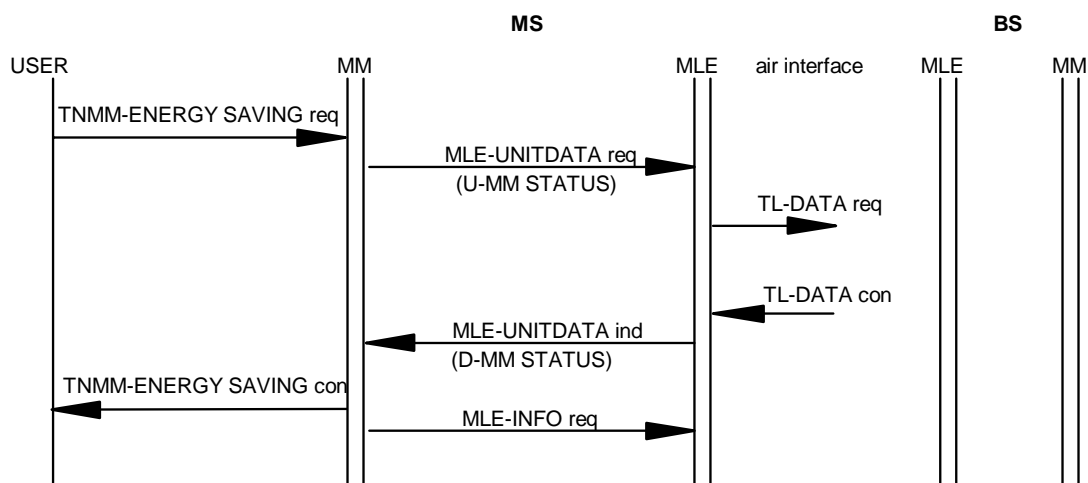 MS BS
USER MM MLE air interface MLE MM
TNMM-ENERGY SAVING req
MLE-UNITDATA req
(U-MM STATUS)
TL-DATA req
TL-DATA con
MLE-UNITDATA ind
(D-MM STATUS)
TNMM-ENERGY SAVING con
MLE-INFO req